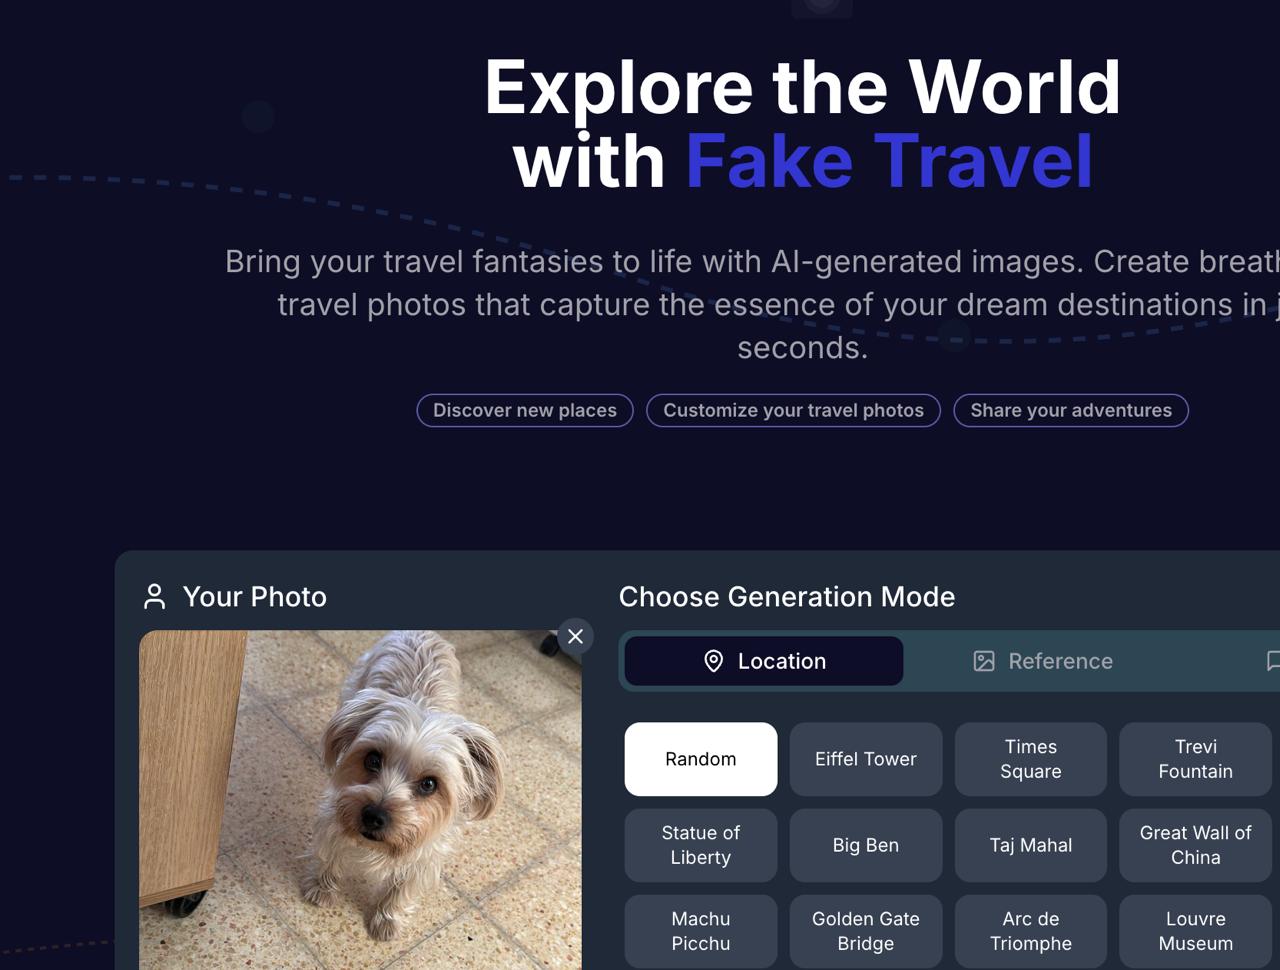 Explore the World
with Fake Travel
Bring your travel fantasies to life with AI-generated images. Create
travel photos that capture the essence of your dream destinations in
seconds.
Discover new places
Customize your travel photos
Share your adventures
Your Photo
Choose Generation Mode
Location
Reference
Random
Eiffel Tower
Times
Square
Trevi
Fountain
Statue of
Liberty
Big Ben
Taj Mahal
Great Wall of
China
Machu
Picchu
Golden Gate
Bridge
Arc de
Triomphe
Louvre
Museum